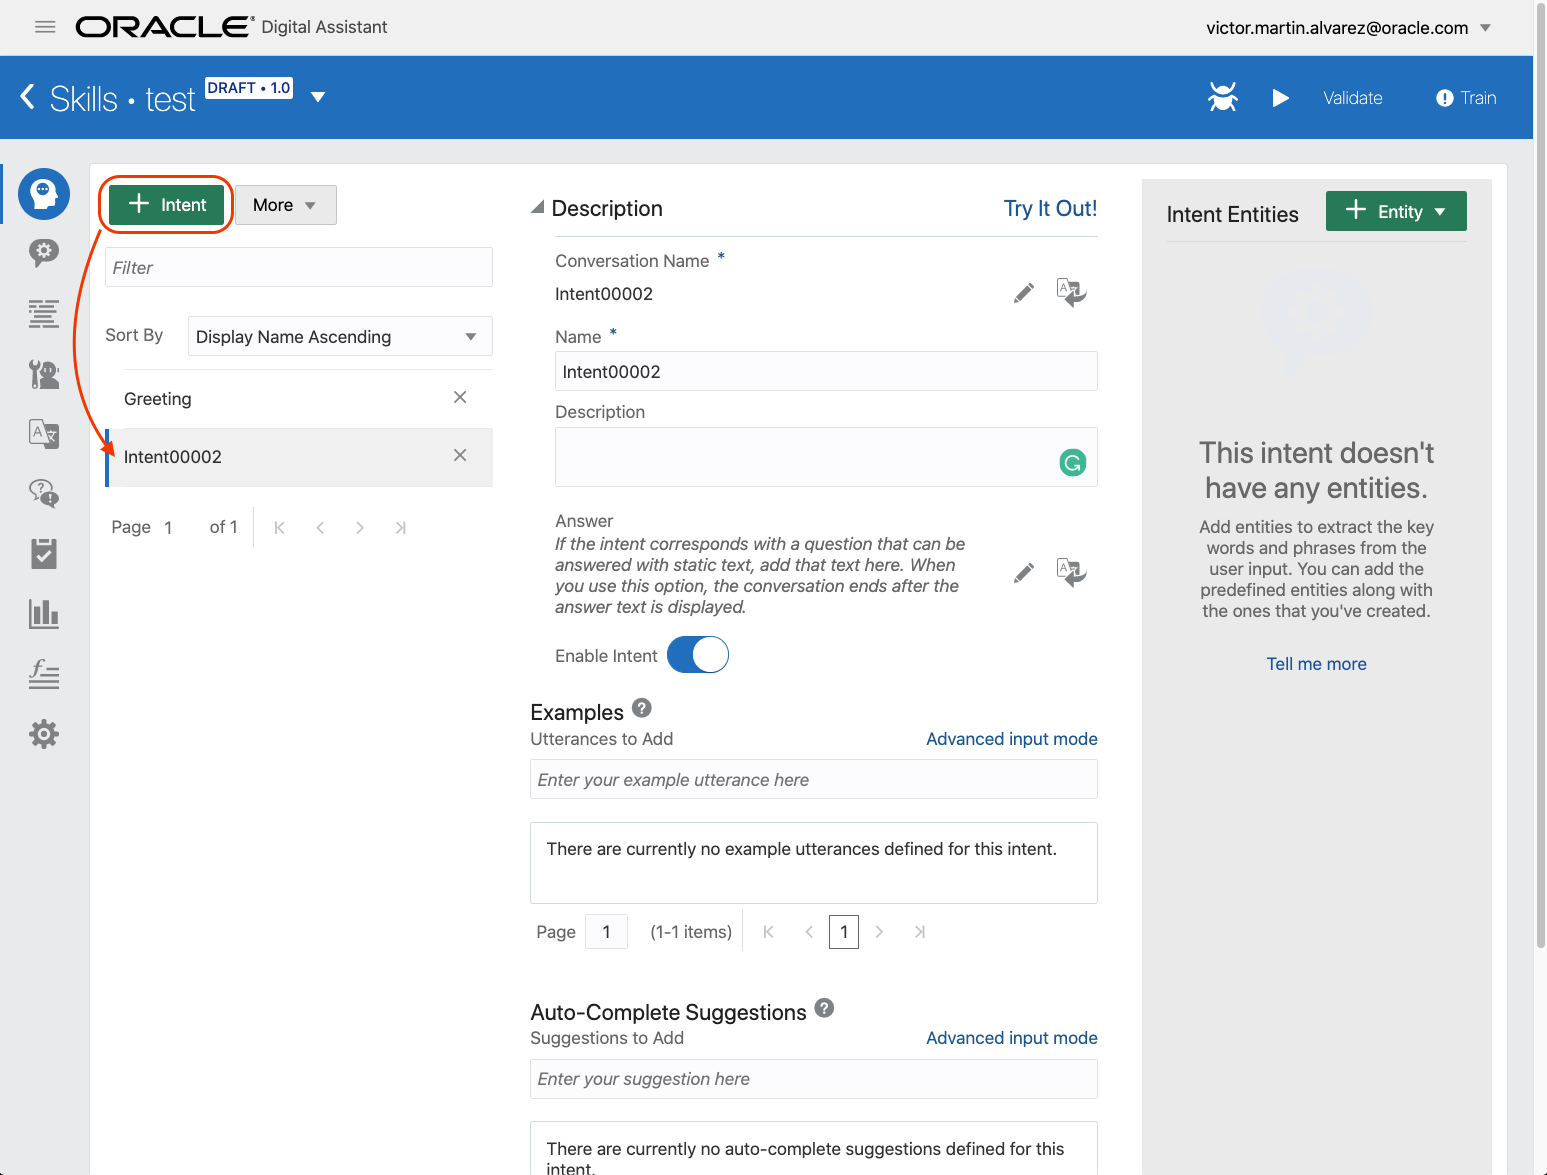 ORACLE Digital Assistant
victor.martin.alvarez@oracle.com
Skills • test DRAFT • 1.0
Validate
Train
Intent
More
Filter
Sort By
Display Name Ascending
Greeting
Intent00002
Page 1 of 1
Description
Try It Out!
Conversation Name *
Intent00002
Name *
Intent00002
Description
Answer
If the intent corresponds with a question that can be
answered with static text, add that text here. When
you use this option, the conversation ends after the
answer text is displayed.
Enable Intent
Examples ?
Utterances to Add
Advanced input mode
Enter your example utterance here
There are currently no example utterances defined for this intent.
Page 1 (1-1 items) 1
Auto-Complete Suggestions ?
Suggestions to Add
Advanced input mode
Enter your suggestion here
There are currently no auto-complete suggestions defined for this
intent.
Intent Entities
Entity
This intent doesn't
have any entities.
Add entities to extract the key
words and phrases from the
user input. You can add the
predefined entities along with
the ones that you've created.
Tell me more